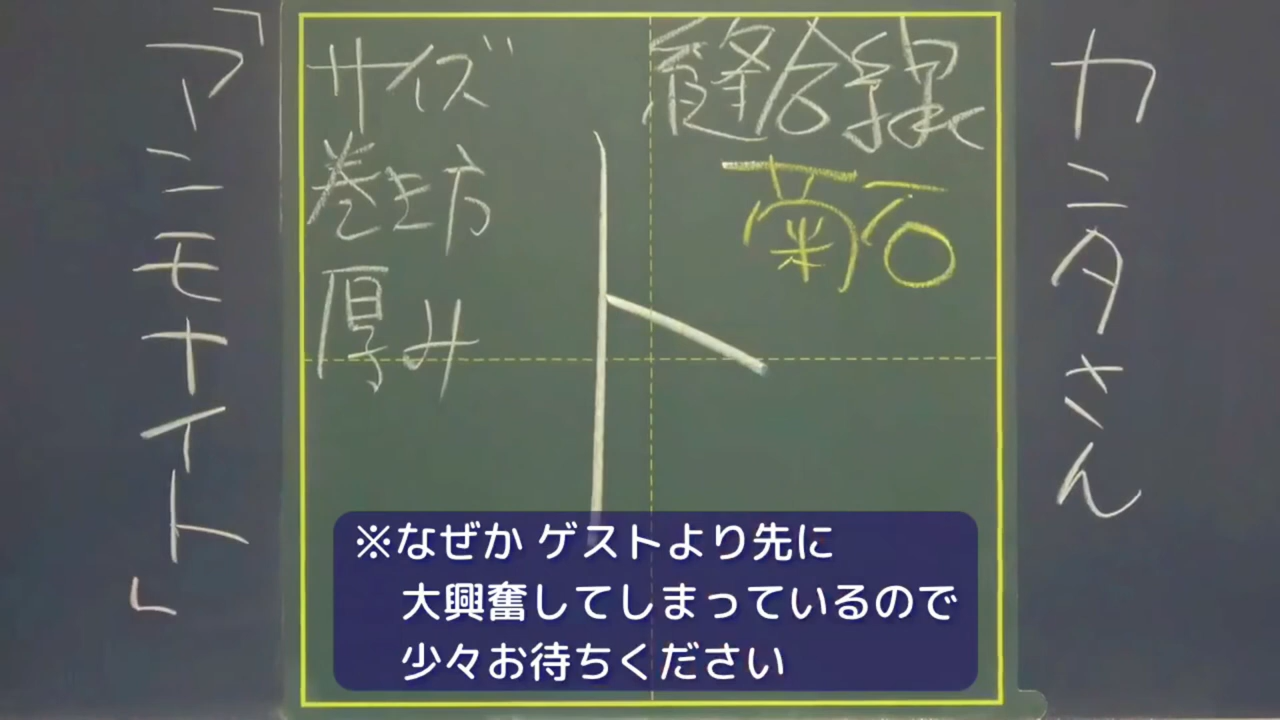 カニタさん
縫合線
菊石
ト
サイズ
巻き方
厚み
「アンモナイト」
※なぜか ゲストより先に
大興奮してしまっているので
少々お待ちください